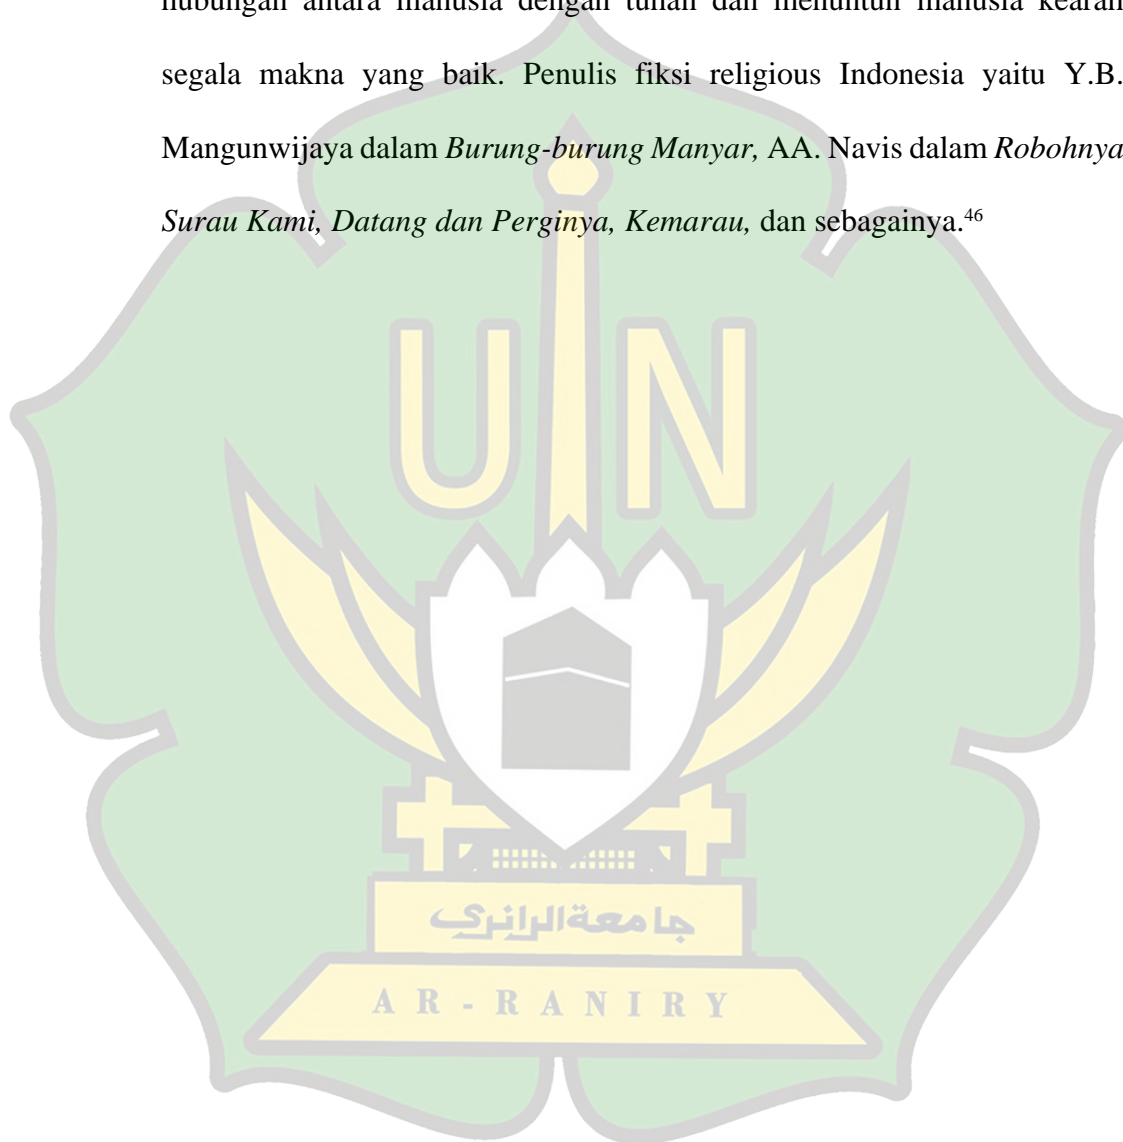 hubungan antara manusia dengan tuhan dan menuntun manusia kearah
segala makna yang baik. Penulis fiksi religious Indonesia yaitu Y.B.
Mangunwijaya dalam Burung-burung Manyar, AA. Navis dalam Robohnya
Surau Kami, Datang dan Perginya, Kemarau, dan sebagainya.46
UIN
جامعةالرانري
AR-RANIRY